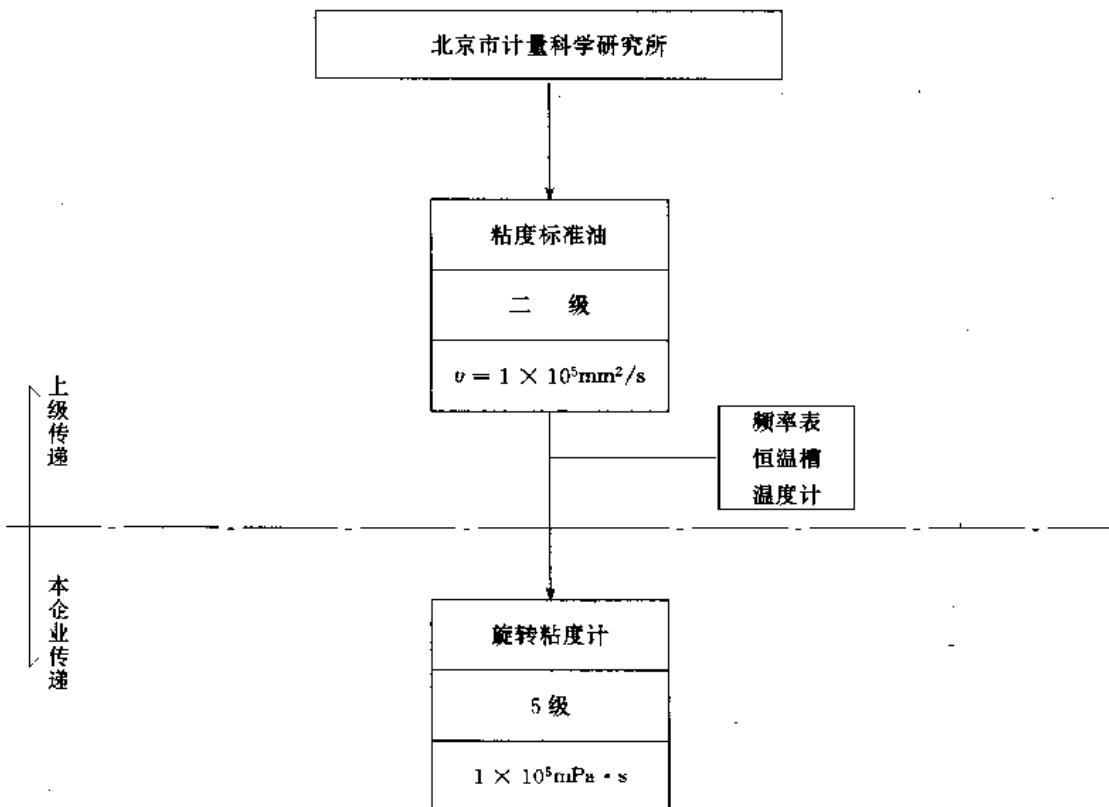 北京市计量科学研究所
粘度标准油
二 级
υ = 1 × 10⁵mm²/s
上级传递
频率表
恒温槽
温度计
本企业传递
旋转粘度计
5级
1 × 10⁵mPa·s